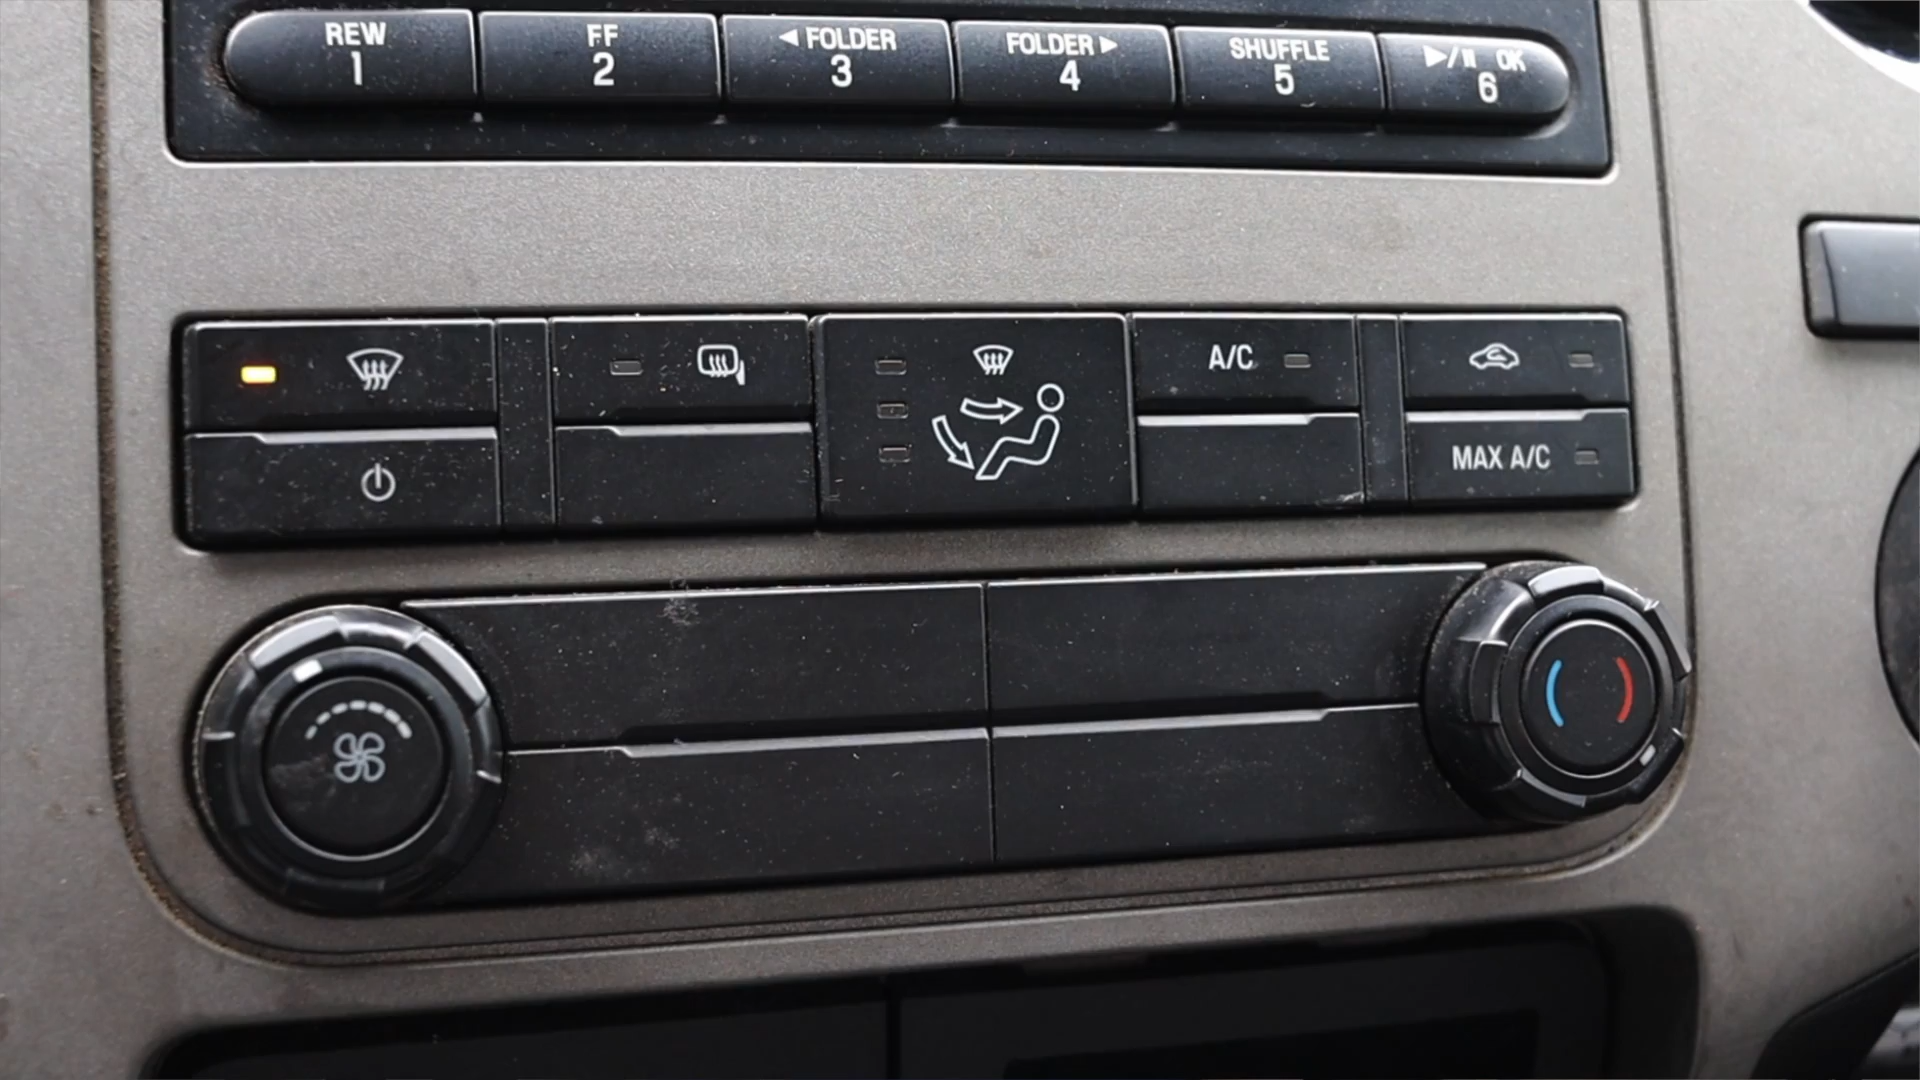 REW FF ◀ FOLDER FOLDER ▶ SHUFFLE ▶/II OK
1 2 3 4 5 6
A/C
MAX A/C